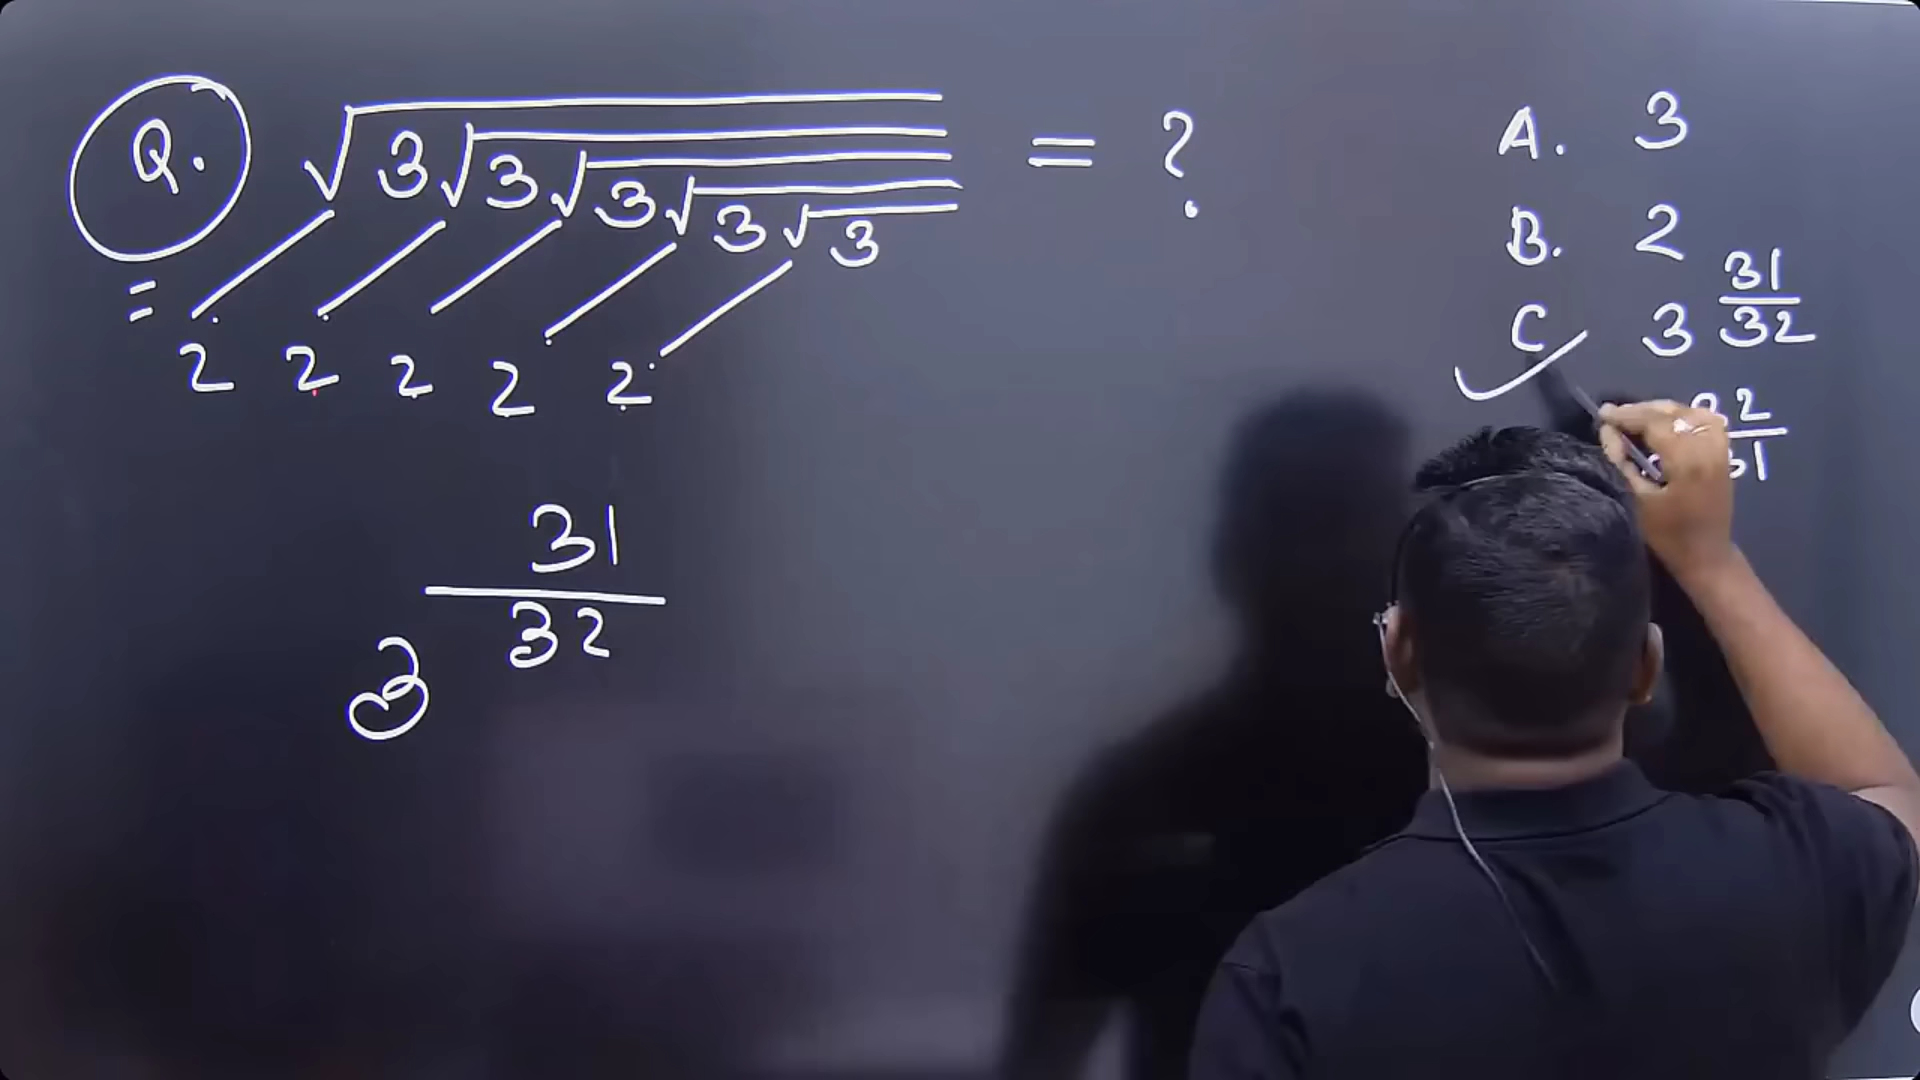 Q. √3√3√3√3√3 = ?
= 2 2 2 2 2
3^31/32
A. 3
B. 2
C 3^31/32